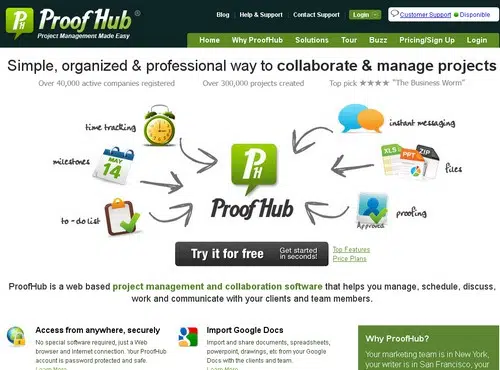 ProofHub®
Project Management Made Easy
Blog | Help & Support | Contact Login
Customer Support Disponible
Home Why ProofHub Solutions Tour Buzz Pricing/Sign Up Login
Simple, organized & professional way to collaborate & manage projects
Over 40,000 active companies registered Over 300,000 projects created Top pick ★★★★ "The Business Worm"
time tracking
instant messaging
milestones
MAY
14
XLS PPT ZIP
files
PH
ProofHub
to-do list
proofing
Approved
Try it for free Get started in seconds!
Top Features
Price Plans
ProofHub is a web based project management and collaboration software that helps you manage, schedule, discuss,
work and communicate with your clients and team members.
Access from anywhere, securely
No special software required, just a Web
browser and internet connection. Your ProofHub
account is password protected and safe.
Learn More
Import Google Docs
Import and share documents, spreadsheets,
powerpoint, drawings, etc from your Google
Docs with the clients and team.
Learn More
Why ProofHub?
Your marketing team is in New York,
your writer is in San Francisco, your